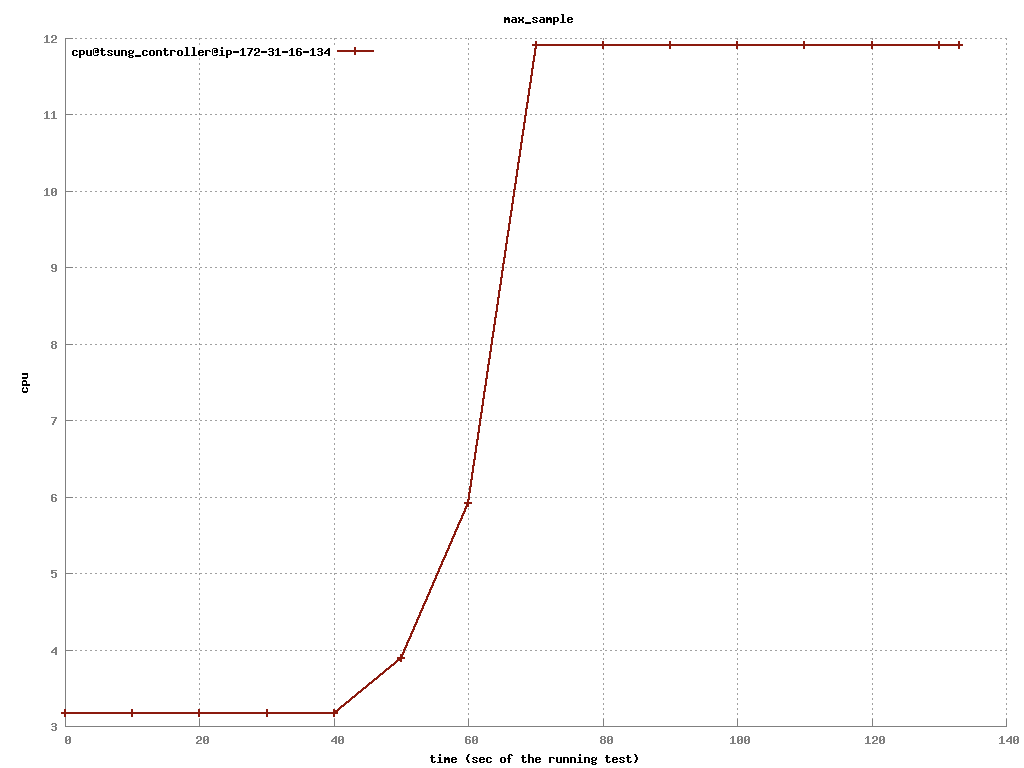 max_sample
cpu@tsung_controller@ip-172-31-16-134
12
11
10
9
8
7
6
5
4
3
cpu
0 20 40 60 80 100 120 140
time (sec of the running test)